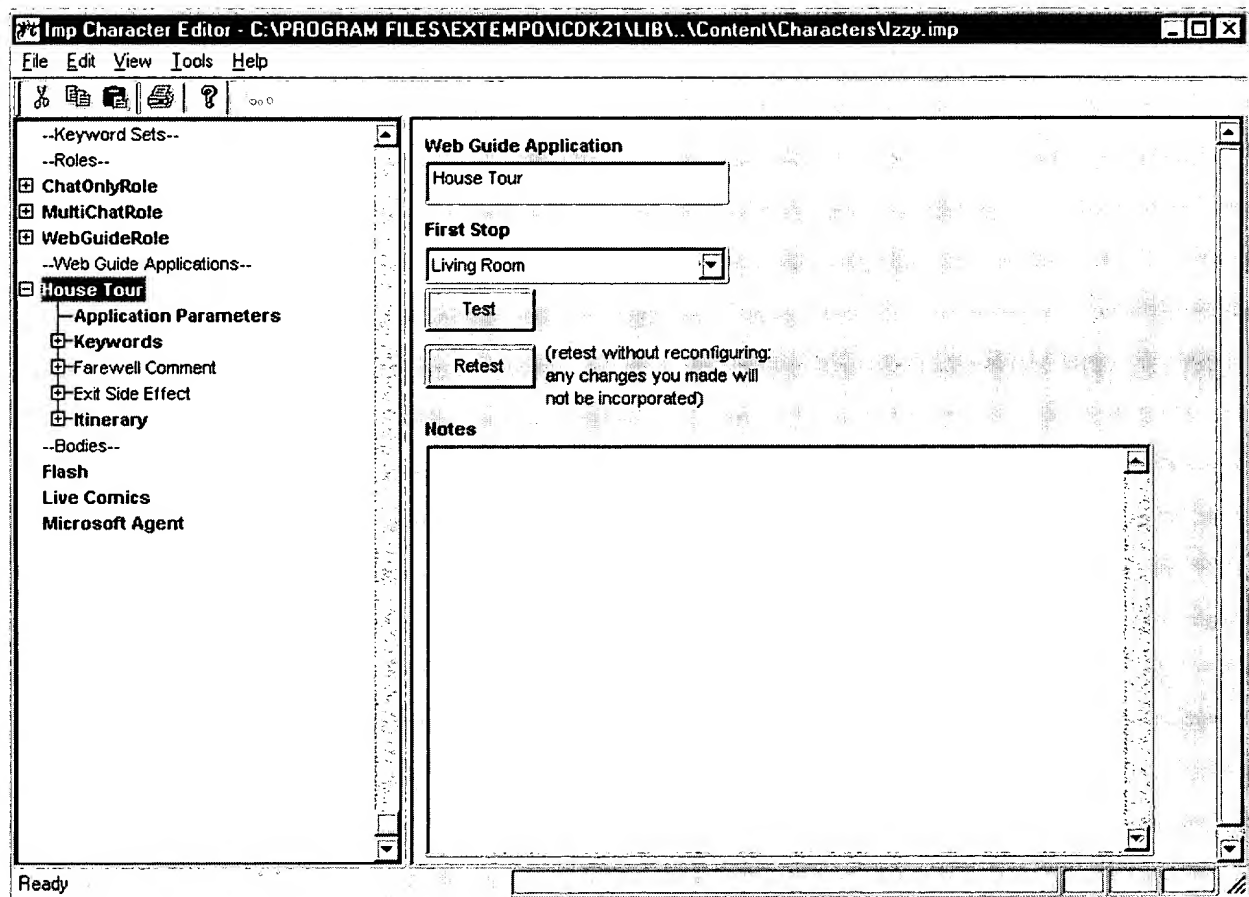 Imp Character Editor - C:\PROGRAM FILES\EXTEMPO\ICDK21\LIB\..\Content\Characters\Izzy.imp
File Edit View Tools Help
--Keyword Sets--
--Roles--
ChatOnlyRole
MultiChatRole
WebGuideRole
--Web Guide Applications--
House Tour
Application Parameters
Keywords
Farewell Comment
Exit Side Effect
Itinerary
--Bodies--
Flash
Live Comics
Microsoft Agent
Web Guide Application
House Tour
First Stop
Living Room
Test
Retest
(retest without reconfiguring:
any changes you made will
not be incorporated)
Notes
Ready